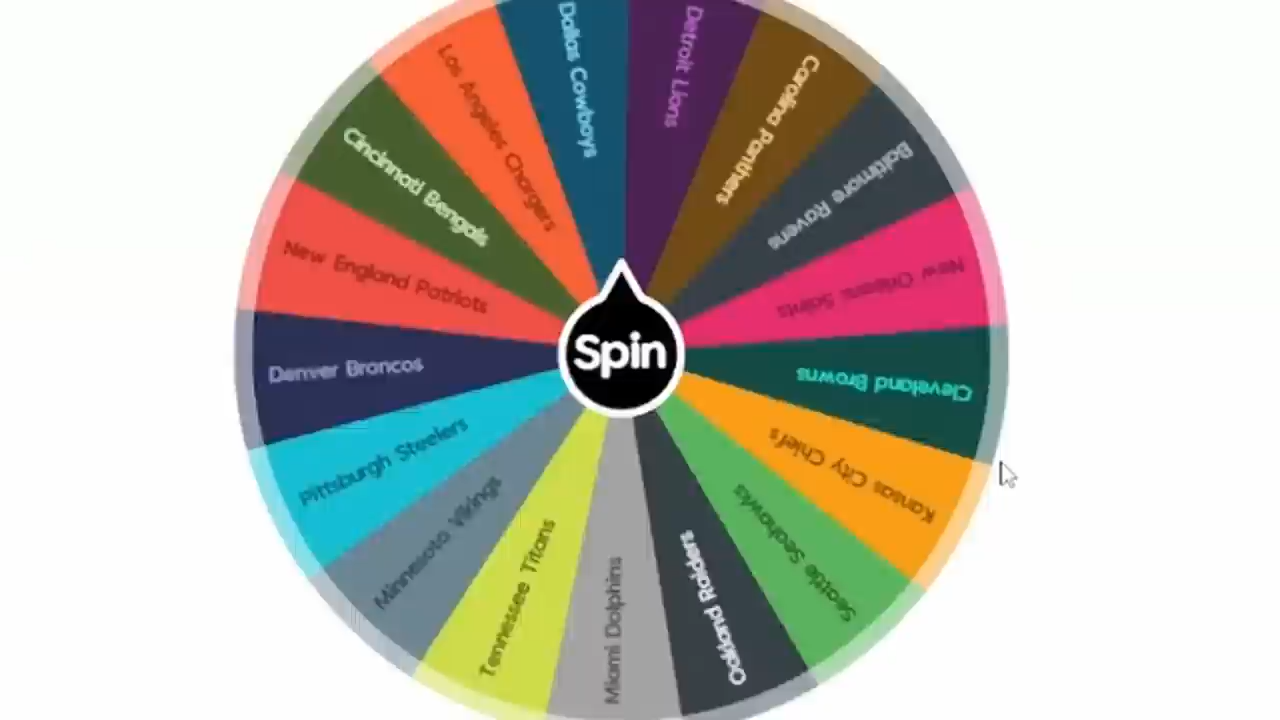 Dallas Cowboys
Detroit Lions
Carolina Panthers
Baltimore Ravens
New Orleans Saints
Cleveland Browns
Kansas City Chiefs
Seattle Seahawks
Oakland Raiders
Miami Dolphins
Tennessee Titans
Minnesota Vikings
Pittsburgh Steelers
Denver Broncos
New England Patriots
Cincinnati Bengals
Los Angeles Chargers
Spin